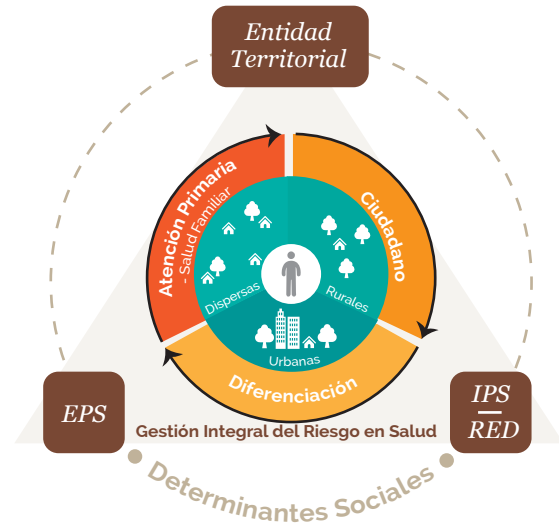 Entidad
Territorial
Atención Primaria
- Salud Familiar
Ciudadano
Dispersas
Rurales
Urbanas
Diferenciación
EPS
IPS
RED
Gestión Integral del Riesgo en Salud
Determinantes Sociales